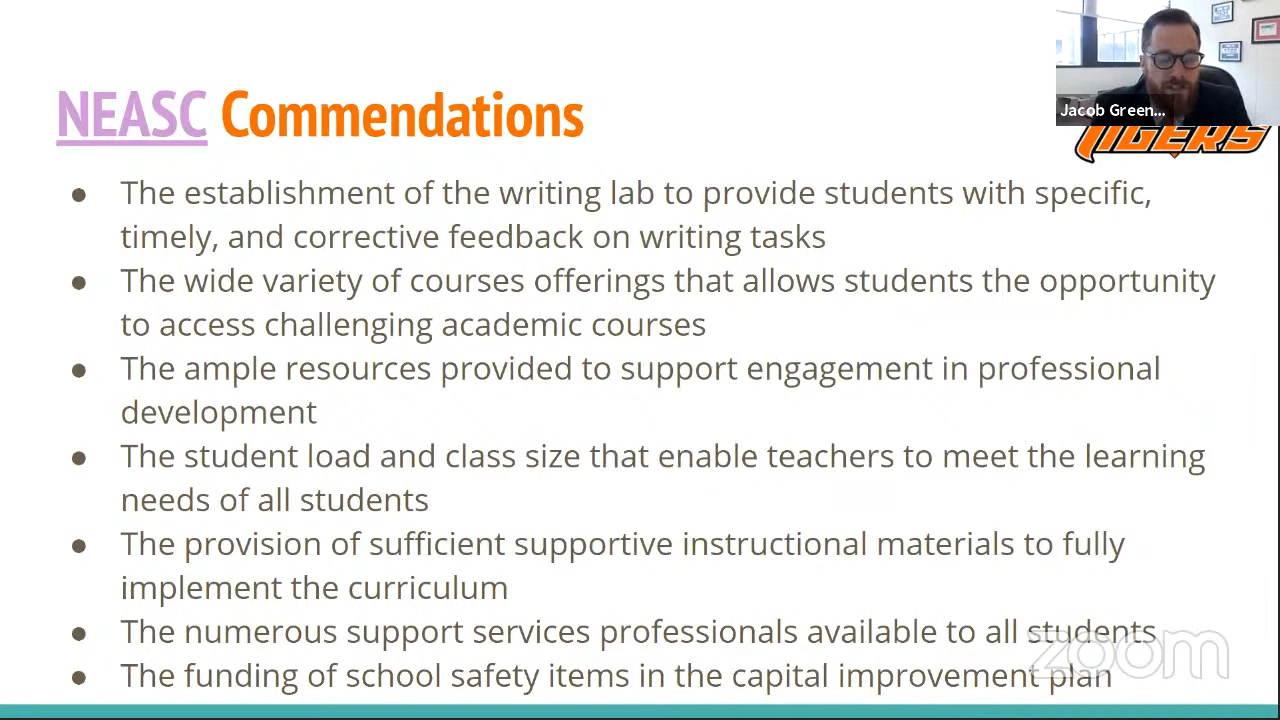 Jacob Green...
TIGERS
NEASC Commendations
● The establishment of the writing lab to provide students with specific,
timely, and corrective feedback on writing tasks
● The wide variety of courses offerings that allows students the opportunity
to access challenging academic courses
● The ample resources provided to support engagement in professional
development
● The student load and class size that enable teachers to meet the learning
needs of all students
● The provision of sufficient supportive instructional materials to fully
implement the curriculum
● The numerous support services professionals available to all students
● The funding of school safety items in the capital improvement plan
zoom